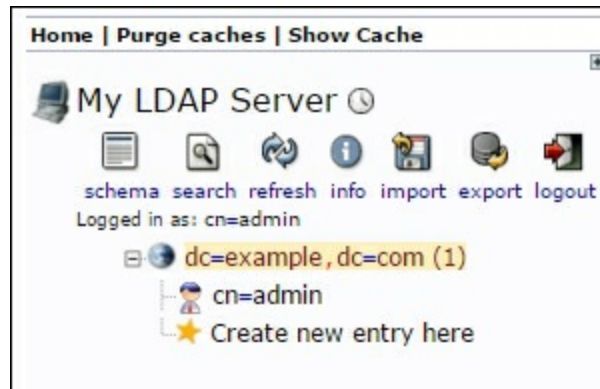 Home | Purge caches | Show Cache
My LDAP Server
schema search refresh info import export logout
Logged in as: cn=admin
dc=example,dc=com (1)
cn=admin
Create new entry here